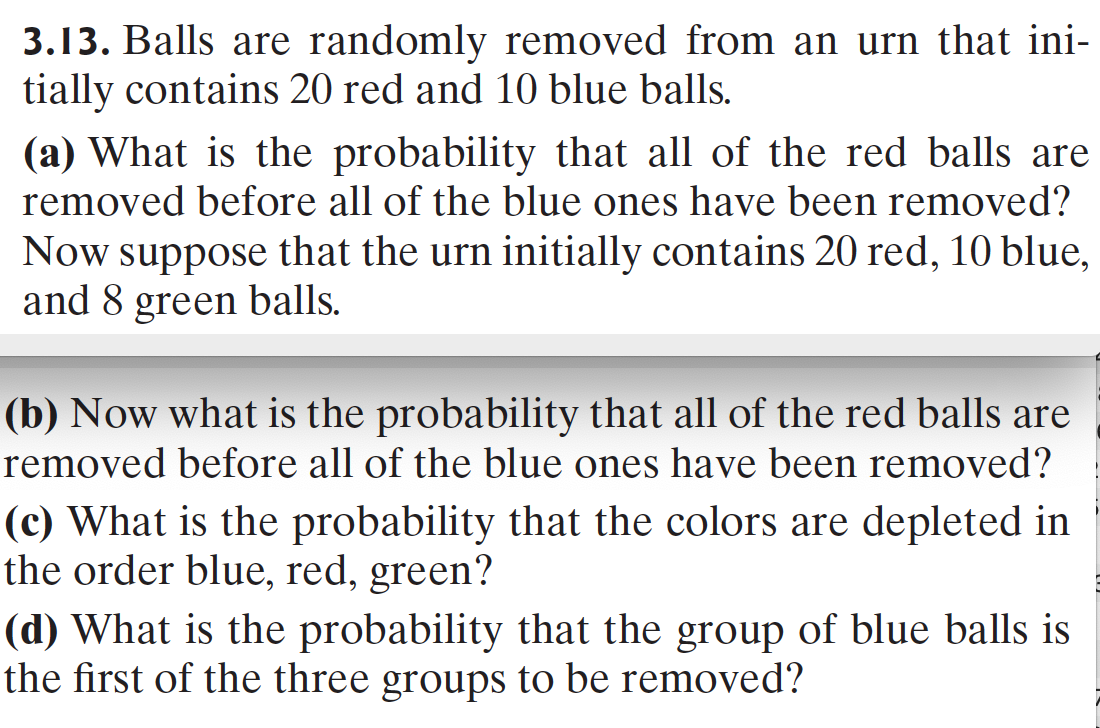 3.13. Balls are randomly removed from an urn that ini-
tially contains 20 red and 10 blue balls.
(a) What is the probability that all of the red balls are
removed before all of the blue ones have been removed?
Now suppose that the urn initially contains 20 red, 10 blue,
and 8 green balls.
(b) Now what is the probability that all of the red balls are
removed before all of the blue ones have been removed?
(c) What is the probability that the colors are depleted in
the order blue, red, green?
(d) What is the probability that the group of blue balls is
the first of the three groups to be removed?